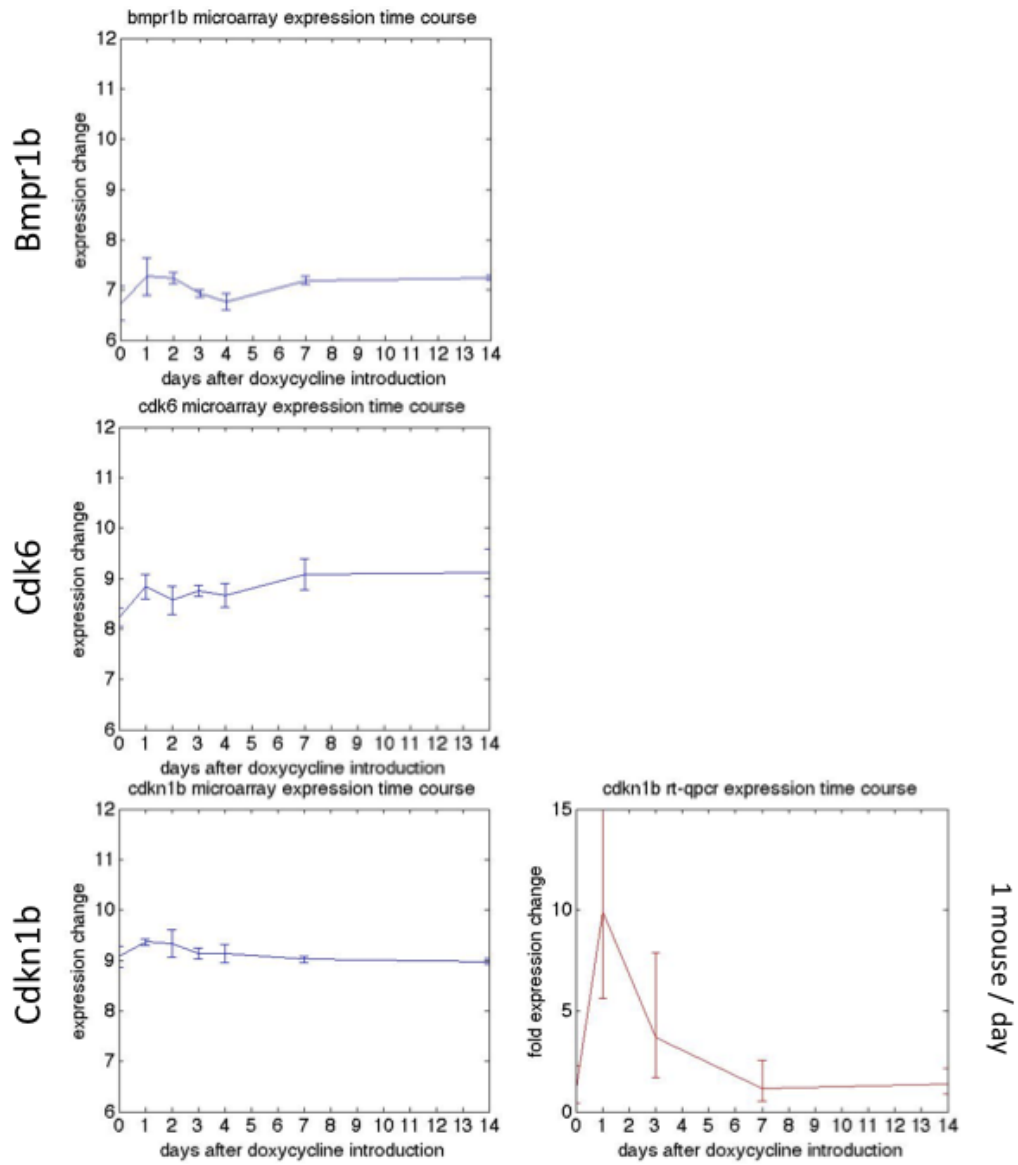 bmpr1b microarray expression time course
Bmpr1b
expression change
12
11
10
9
8
7
6
0 1 2 3 4 5 6 7 8 9 10 11 12 13 14
days after doxycycline introduction
cdk6 microarray expression time course
Cdk6
expression change
12
11
10
9
8
7
6
0 1 2 3 4 5 6 7 8 9 10 11 12 13 14
days after doxycycline introduction
cdkn1b microarray expression time course
Cdkn1b
expression change
12
11
10
9
8
7
6
0 1 2 3 4 5 6 7 8 9 10 11 12 13 14
days after doxycycline introduction
cdkn1b rt-qpcr expression time course
fold expression change
15
10
5
0
0 1 2 3 4 5 6 7 8 9 10 11 12 13 14
days after doxycycline introduction
1 mouse / day